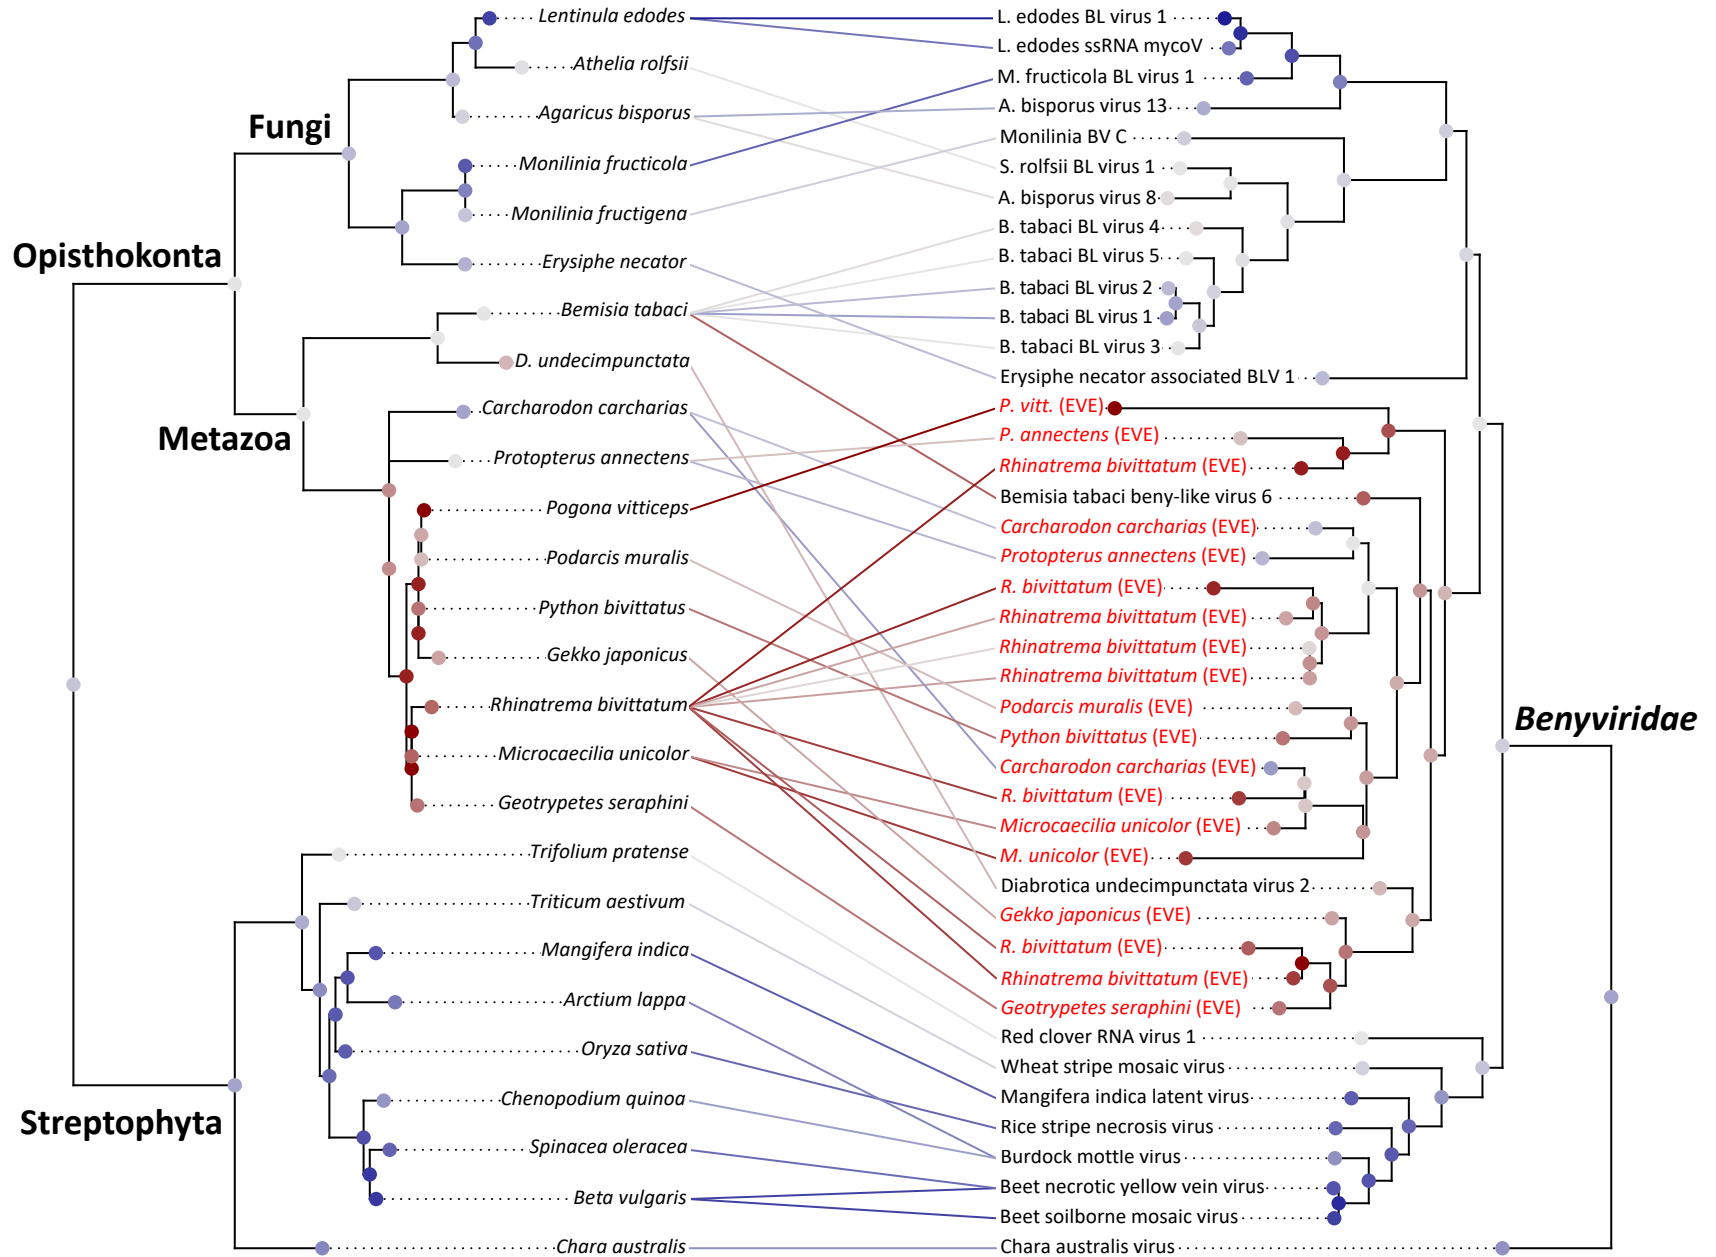 Lentinula edodes
Athelia rolfsii
Agaricus bisporus
Fungi
Monilinia fructicola
Monilinia fructigena
Opisthokonta
Erysiphe necator
Bemisia tabaci
D. undecimpunctata
Carcharodon carcharias
Metazoa
Protopterus annectens
Pogona vitticeps
Podarcis muralis
Python bivittatus
Gekko japonicus
Rhinatrema bivittatum
Microcaecilia unicolor
Geotrypetes seraphini
Trifolium pratense
Triticum aestivum
Mangifera indica
Arctium lappa
Oryza sativa
Chenopodium quinoa
Streptophyta
Spinacea oleracea
Beta vulgaris
Chara australis
L. edodes BL virus 1
L. edodes ssRNA mycoV
M. fructicola BL virus 1
A. bisporus virus 13
Monilinia BV C
S. rolfsii BL virus 1
A. bisporus virus 8
B. tabaci BL virus 4
B. tabaci BL virus 5
B. tabaci BL virus 2
B. tabaci BL virus 1
B. tabaci BL virus 3
Erysiphe necator associated BLV 1
P. vitt. (EVE)
P. annectens (EVE)
Rhinatrema bivittatum (EVE)
Bemisia tabaci beny-like virus 6
Carcharodon carcharias (EVE)
Protopterus annectens (EVE)
R. bivittatum (EVE)
Rhinatrema bivittatum (EVE)
Rhinatrema bivittatum (EVE)
Rhinatrema bivittatum (EVE)
Podarcis muralis (EVE)
Python bivittatus (EVE)
Carcharodon carcharias (EVE)
R. bivittatum (EVE)
Microcaecilia unicolor (EVE)
M. unicolor (EVE)
Diabrotica undecimpunctata virus 2
Gekko japonicus (EVE)
R. bivittatum (EVE)
Rhinatrema bivittatum (EVE)
Geotrypetes seraphini (EVE)
Red clover RNA virus 1
Wheat stripe mosaic virus
Mangifera indica latent virus
Rice stripe necrosis virus
Burdock mottle virus
Beet necrotic yellow vein virus
Beet soilborne mosaic virus
Chara australis virus
Benyviridae